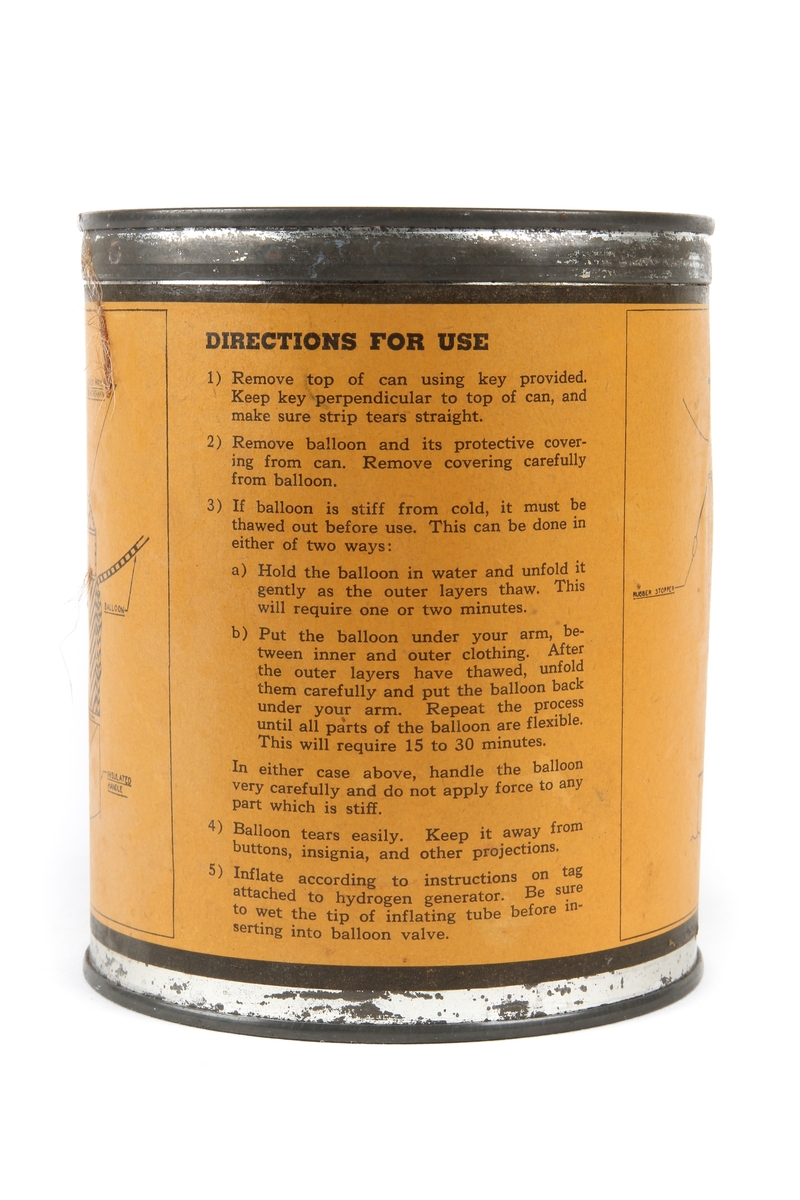 DIRECTIONS FOR USE
1) Remove top of can using key provided.
Keep key perpendicular to top of can, and
make sure strip tears straight.
2) Remove balloon and its protective cover-
ing from can. Remove covering carefully
from balloon.
3) If balloon is stiff from cold, it must be
thawed out before use. This can be done in
either of two ways:
a) Hold the balloon in water and unfold it
gently as the outer layers thaw. This
will require one or two minutes.
b) Put the balloon under your arm, be-
tween inner and outer clothing. After
the outer layers have thawed, unfold
them carefully and put the balloon back
under your arm. Repeat the process
until all parts of the balloon are flexible.
This will require 15 to 30 minutes.
In either case above, handle the balloon
very carefully and do not apply force to any
part which is stiff.
4) Balloon tears easily. Keep it away from
buttons, insignia, and other projections.
5) Inflate according to instructions on tag
attached to hydrogen generator. Be sure
to wet the tip of inflating tube before in-
serting into balloon valve.
BALLOON
INSULATED
HANDLE
RUBBER STOPPER